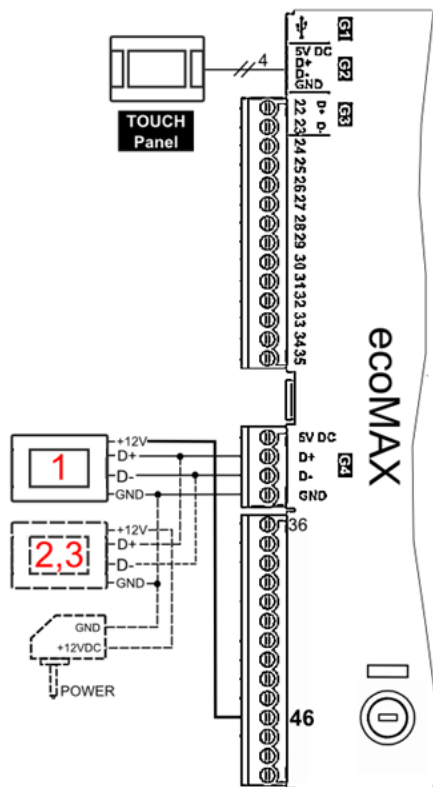 G1
5V DC
D+
D-
GND
G2
4
TOUCH
Panel
22 D+
23 D-
G3
24
25
26
27
28
29
30
31
32
33
34
35
ecoMAX
5V DC
D+
D-
GND
G4
1
+12V
D+
D-
GND
36
2,3
+12V
D+
D-
GND
GND
+12VDC
POWER
46